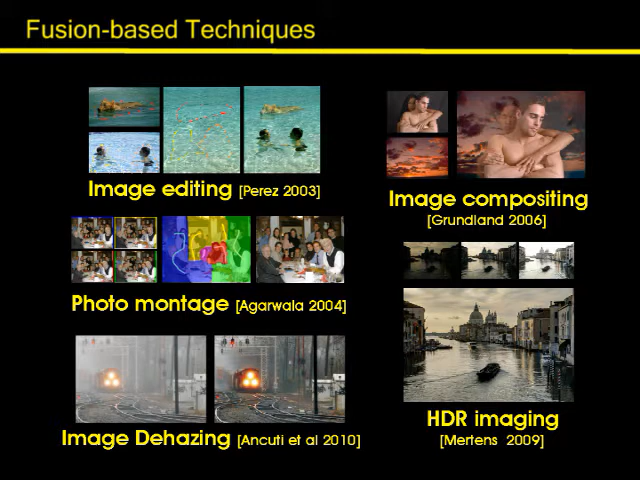 Fusion-based Techniques
Image editing [Perez 2003]
Image compositing
[Grundland 2006]
Photo montage [Agarwala 2004]
Image Dehazing [Ancuti et al 2010]
HDR imaging
[Mertens 2009]